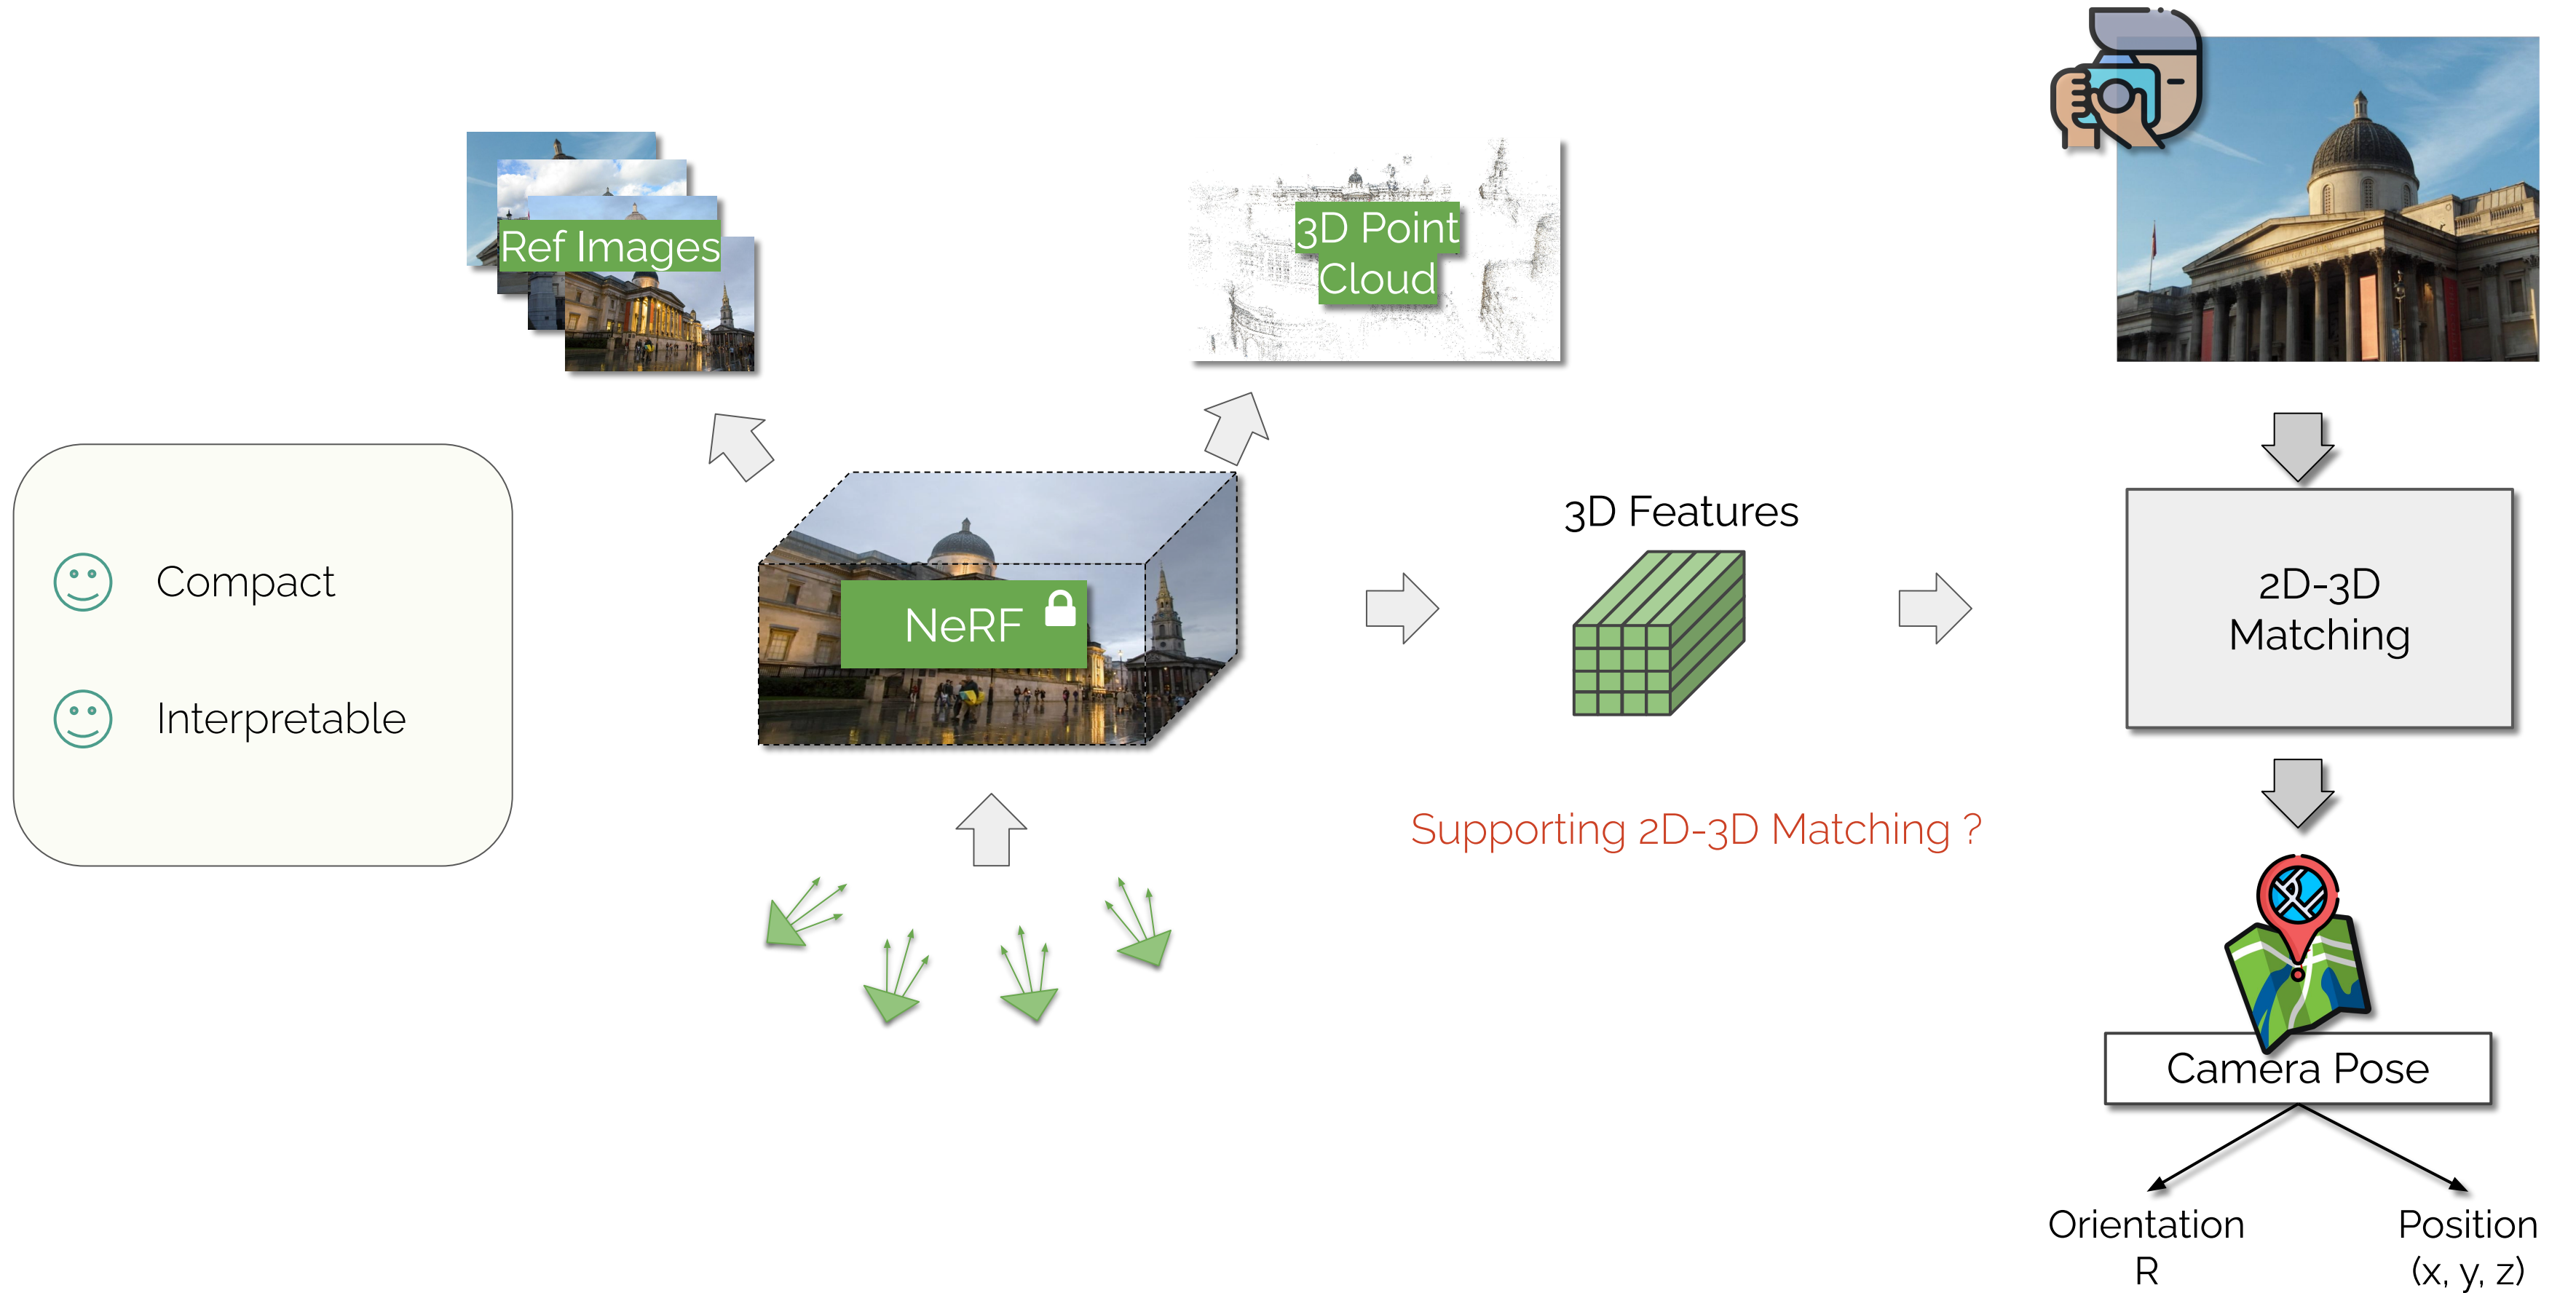 Ref Images
3D Point
Cloud
Compact
Interpretable
NeRF
3D Features
Supporting 2D-3D Matching ?
2D-3D
Matching
Camera Pose
Orientation
R
Position
(x, y, z)